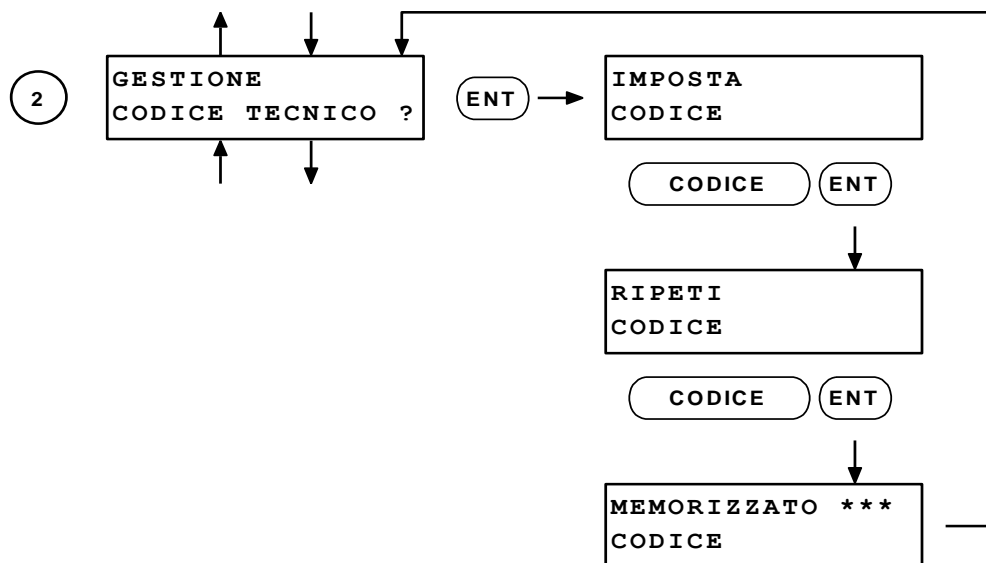 2
GESTIONE
CODICE TECNICO ?
ENT
IMPOSTA
CODICE
CODICE ENT
RIPETI
CODICE
CODICE ENT
MEMORIZZATO ***
CODICE